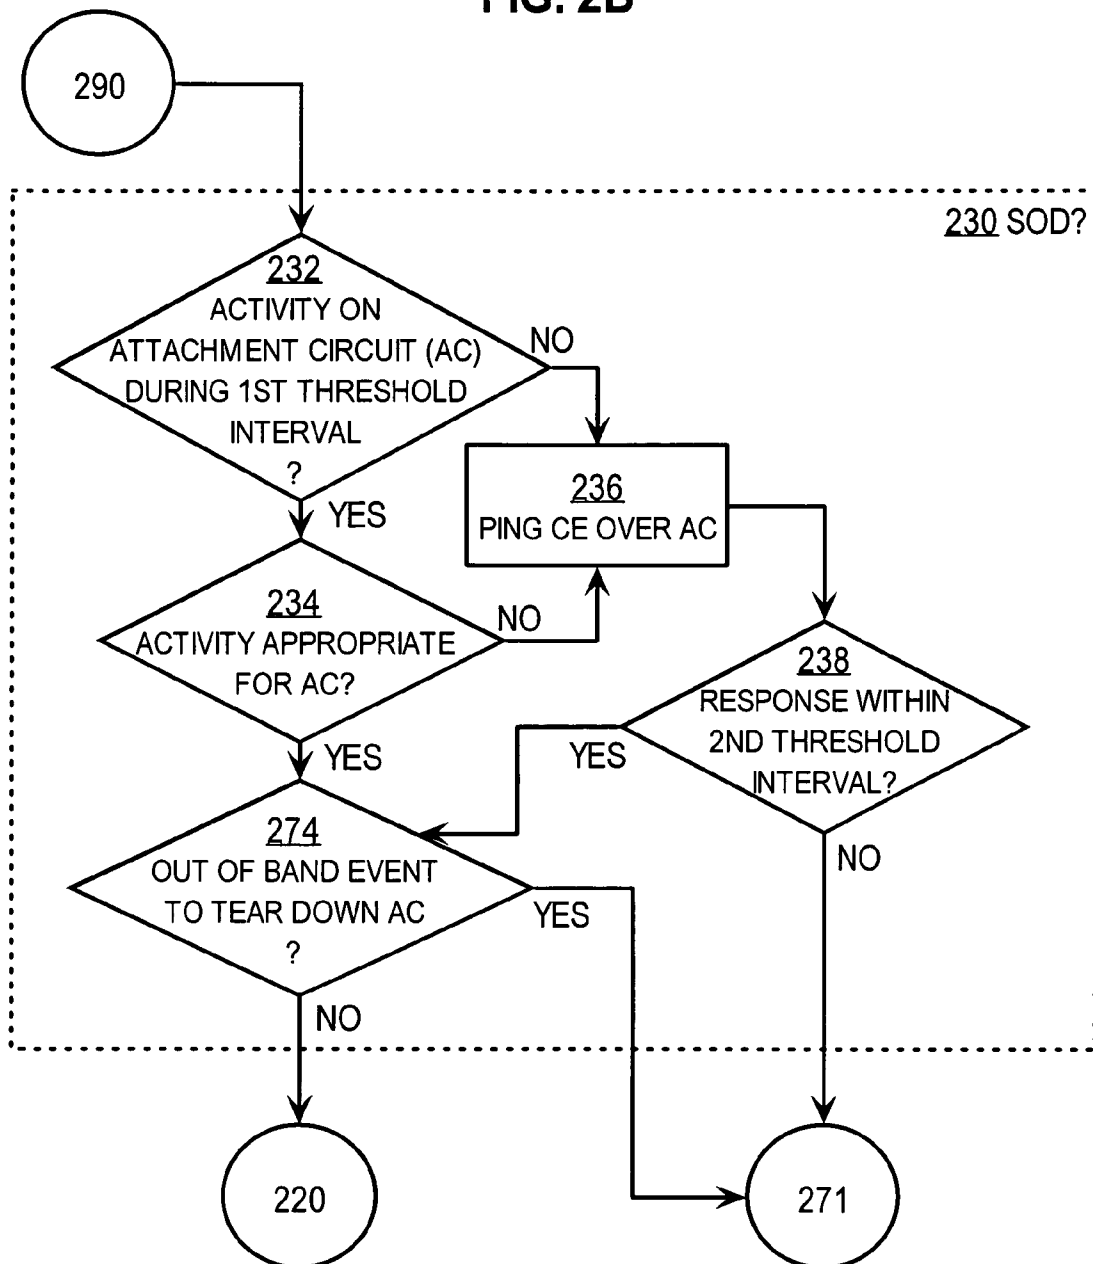 FIG. 2B
290
230 SOD?
232
ACTIVITY ON
ATTACHMENT CIRCUIT (AC)
DURING 1ST THRESHOLD
INTERVAL
?
NO
YES
236
PING CE OVER AC
234
ACTIVITY APPROPRIATE
FOR AC?
NO
YES
238
RESPONSE WITHIN
2ND THRESHOLD
INTERVAL?
YES
NO
274
OUT OF BAND EVENT
TO TEAR DOWN AC
?
YES
NO
220
271